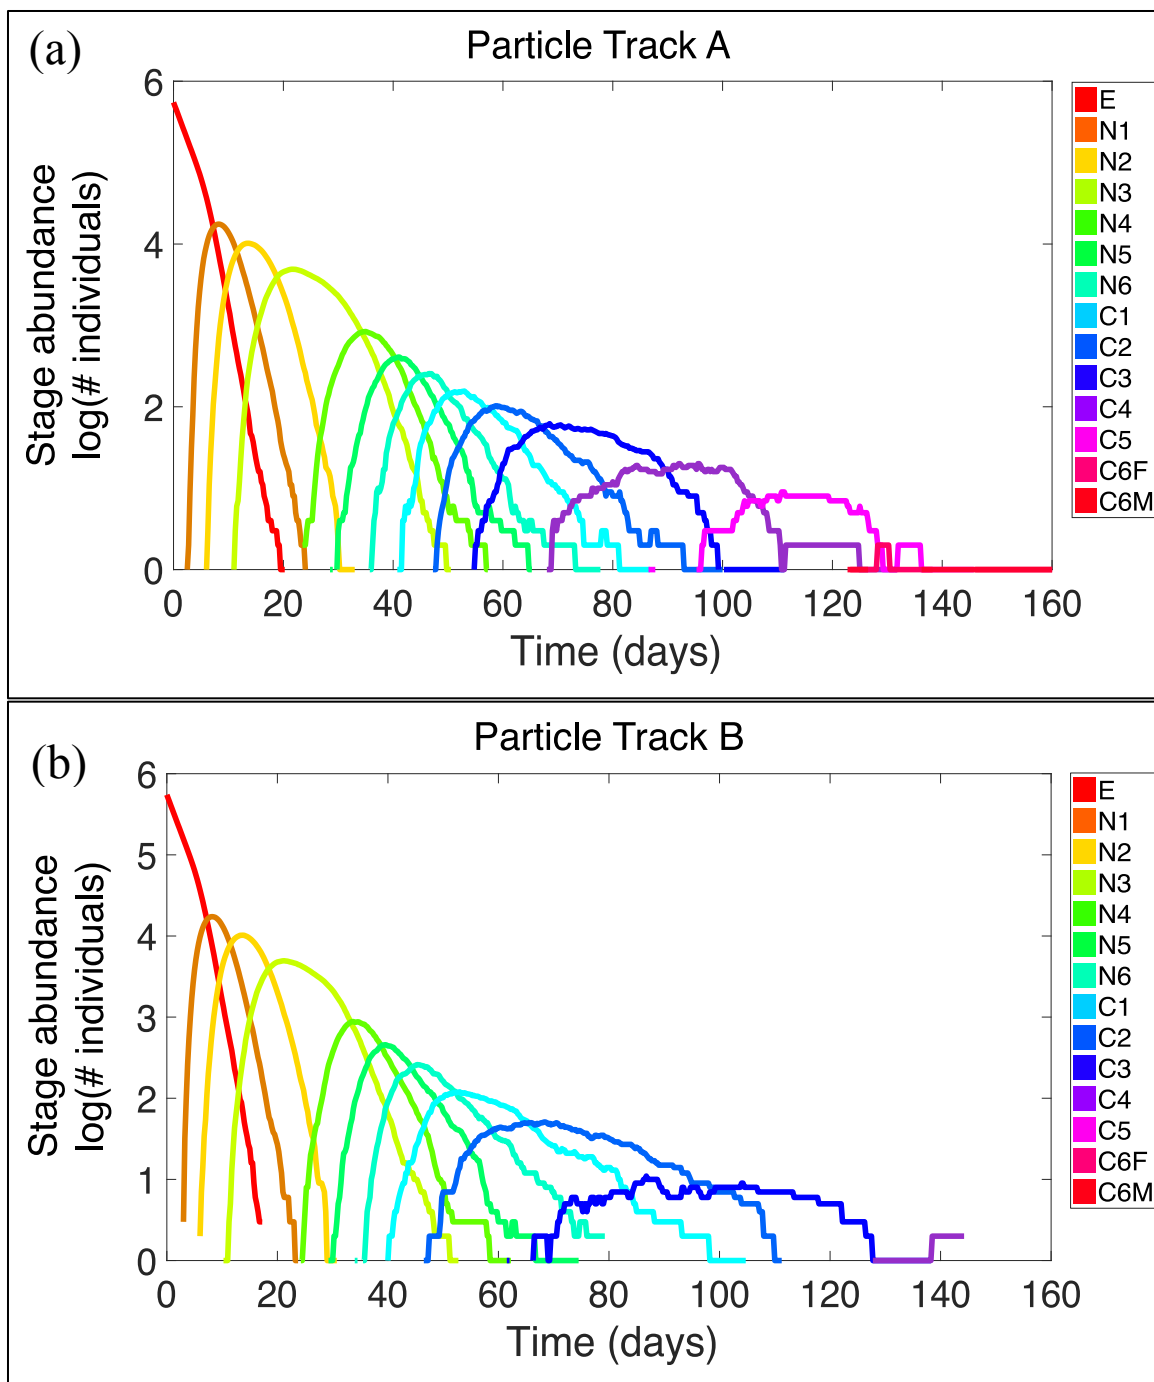 (a)
Particle Track A
Stage abundance
log(# individuals)
6
4
2
0
0 20 40 60 80 100 120 140 160
Time (days)
E
N1
N2
N3
N4
N5
N6
C1
C2
C3
C4
C5
C6F
C6M
(b)
Particle Track B
Stage abundance
log(# individuals)
6
5
4
3
2
1
0
0 20 40 60 80 100 120 140 160
Time (days)
E
N1
N2
N3
N4
N5
N6
C1
C2
C3
C4
C5
C6F
C6M